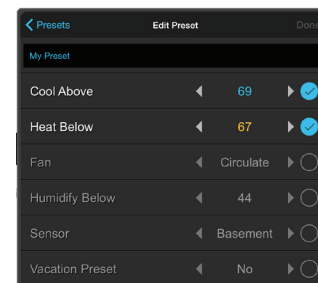 Presets Edit Preset Done
My Preset
Cool Above 69
Heat Below 67
Fan Circulate
Humidify Below 44
Sensor Basement
Vacation Preset No